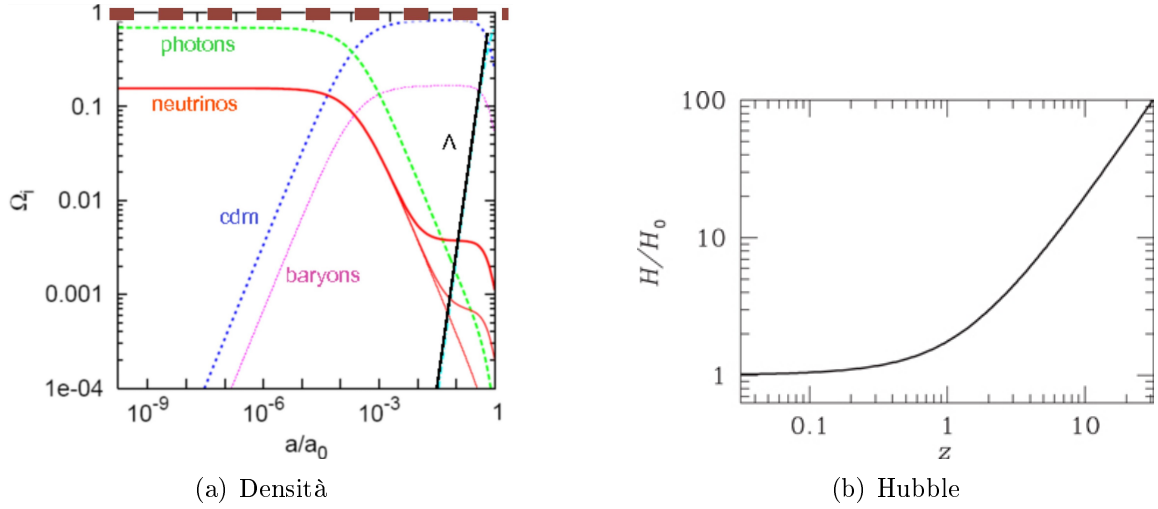 1
0.1
0.01
0.001
1e-04
Ωi
photons
neutrinos
cdm
baryons
Λ
10-9
10-6
10-3
1
a/a0
(a) Densità
100
10
1
H/H0
0.1
1
10
z
(b) Hubble